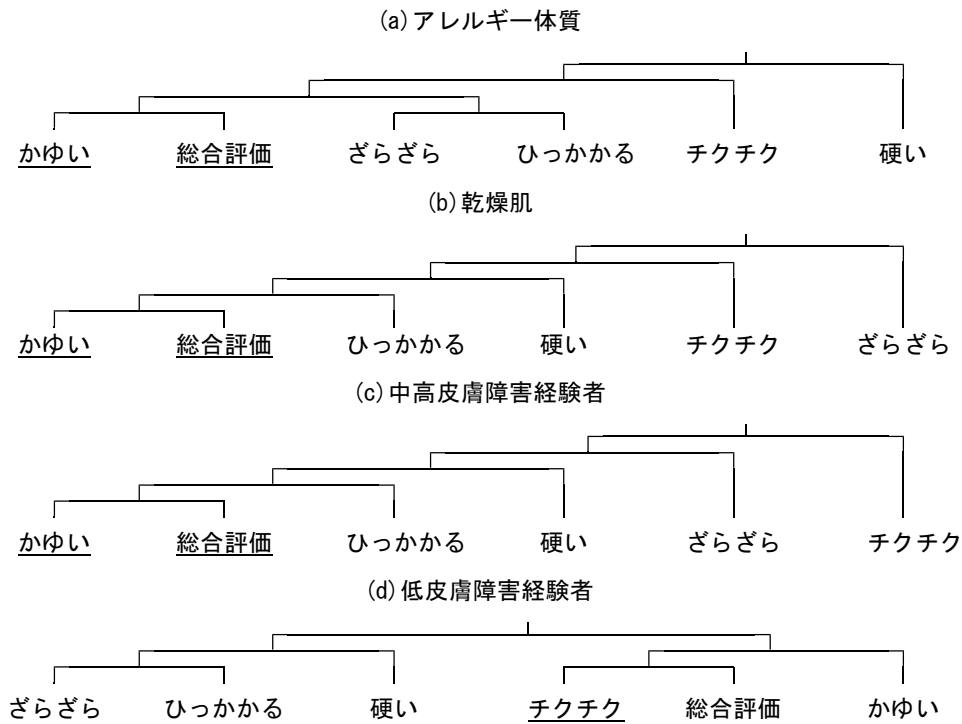 (a)アレルギー体質
かゆい 総合評価 ざらざら ひっかかる チクチク 硬い
(b)乾燥肌
かゆい 総合評価 ひっかかる 硬い チクチク ざらざら
(c)中高皮膚障害経験者
かゆい 総合評価 ひっかかる 硬い ざらざら チクチク
(d)低皮膚障害経験者
ざらざら ひっかかる 硬い チクチク 総合評価 かゆい